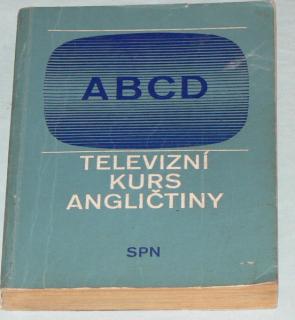 ABCD
TELEVIZNÍ
KURS
ANGLIČTINY
SPN